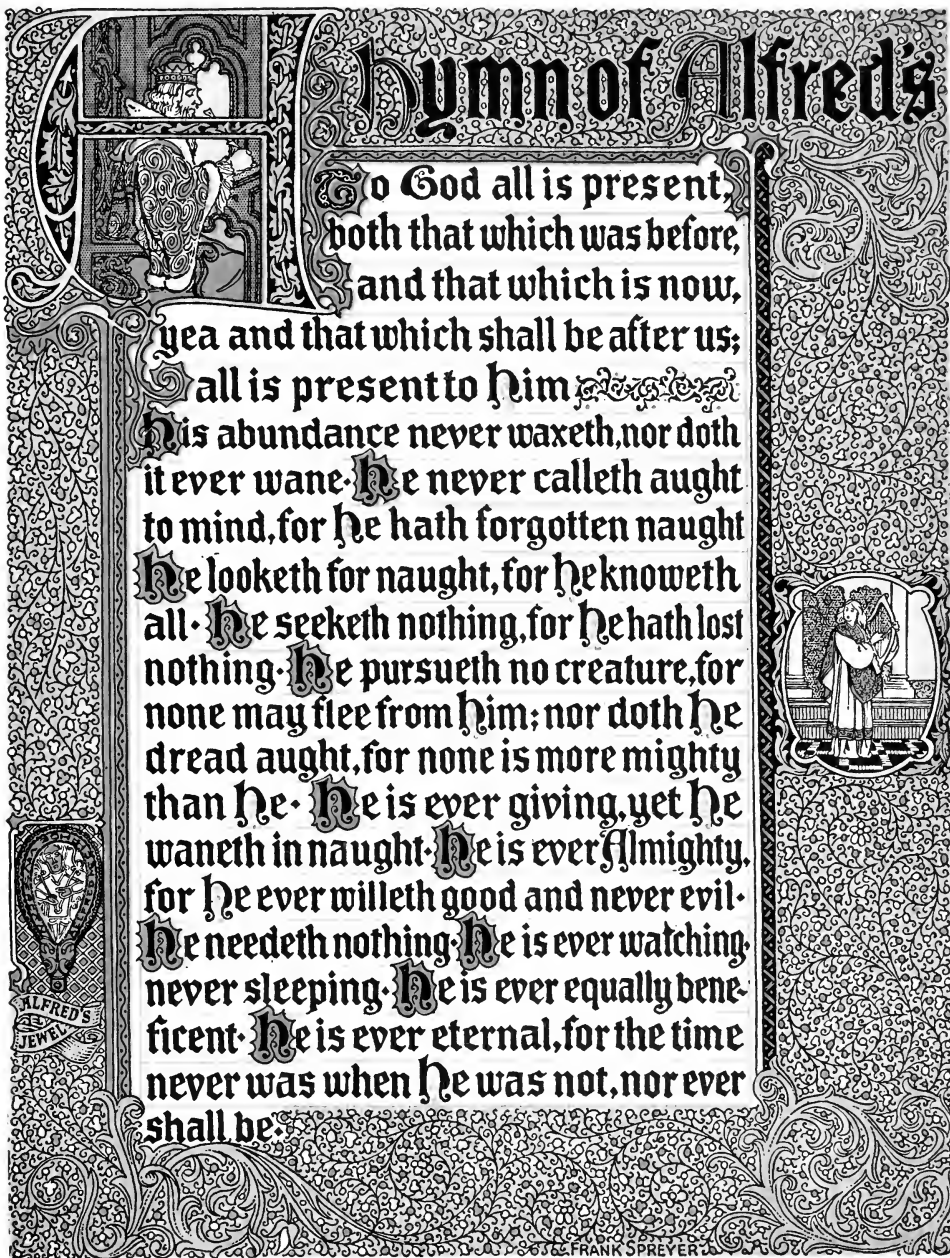 A hymn of Alfred's
To God all is present,
both that which was before,
and that which is now,
yea and that which shall be after us;
all is present to him
His abundance never waxeth, nor doth
it ever wane· He never calleth aught
to mind, for he hath forgotten naught
He looketh for naught, for he knoweth
all· He seeketh nothing, for he hath lost
nothing· He pursueth no creature, for
none may flee from him; nor doth he
dread aught, for none is more mighty
than he· He is ever giving, yet he
waneth in naught· He is ever Almighty,
for he ever willeth good and never evil·
He needeth nothing· He is ever watching·
never sleeping· He is ever equally bene-
ficent· He is ever eternal, for the time
never was when he was not, nor ever
shall be·
ALFRED'S
JEWEL
FRANK SPREYER